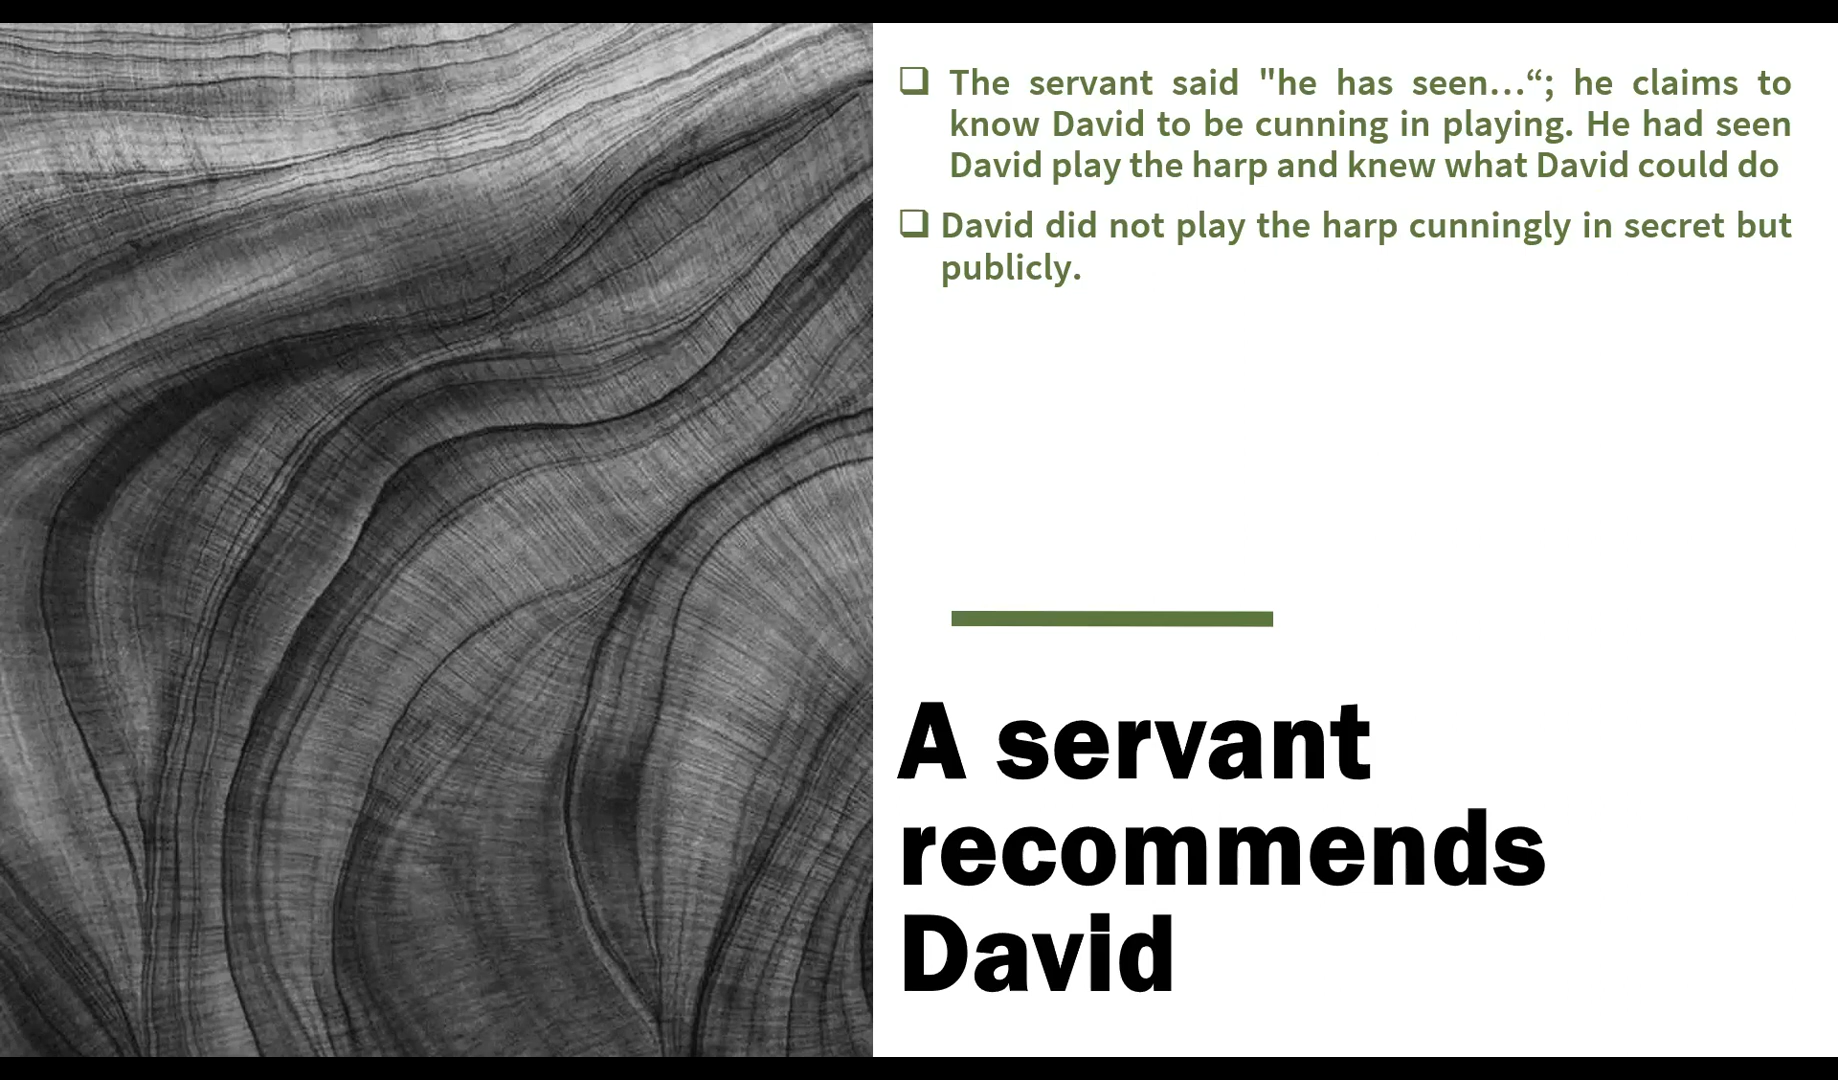 The servant said "he has seen…“; he claims to
know David to be cunning in playing. He had seen
David play the harp and knew what David could do
David did not play the harp cunningly in secret but
publicly.
A servant
recommends
David